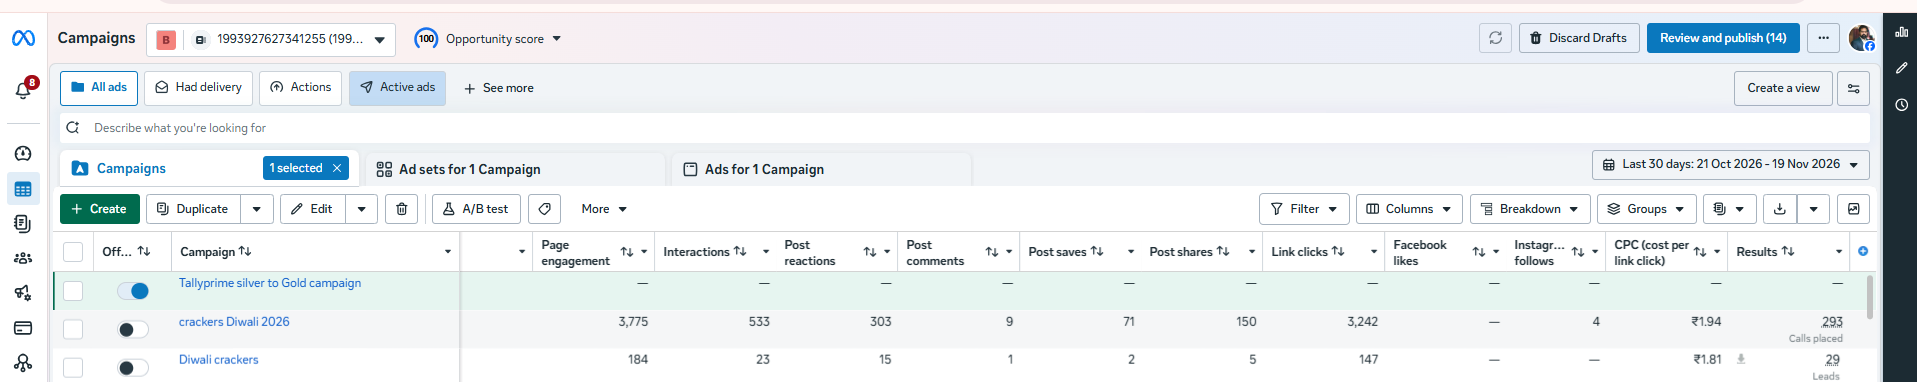 Campaigns
B
1993927627341255 (199...
100
Opportunity score
Discard Drafts
Review and publish (14)
...
8
All ads
Had delivery
Actions
Active ads
+ See more
Create a view
Describe what you're looking for
Campaigns
1 selected
Ad sets for 1 Campaign
Ads for 1 Campaign
Last 30 days: 21 Oct 2026 - 19 Nov 2026
+ Create
Duplicate
Edit
A/B test
More
Filter
Columns
Breakdown
Groups
Off...
Campaign
Page engagement
Interactions
Post reactions
Post comments
Post saves
Post shares
Link clicks
Facebook likes
Instagr... follows
CPC (cost per link click)
Results
Tallyprime silver to Gold campaign — — — — — — — — — — —
crackers Diwali 2026 3,775 533 303 9 71 150 3,242 — 4 ₹1.94 293
Calls placed
Diwali crackers 184 23 15 1 2 5 147 — — ₹1.81 29
Leads